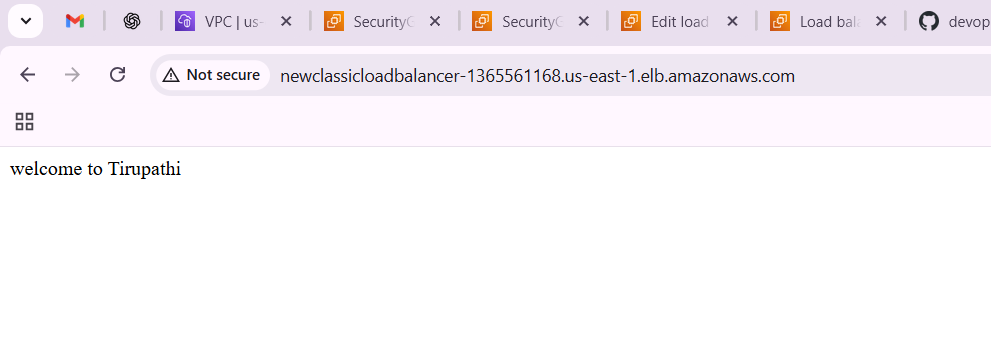 VPC | us-
SecurityG
SecurityG
Edit load
Load bala
devop
Not secure
newclassicloadbalancer-1365561168.us-east-1.elb.amazonaws.com
welcome to Tirupathi